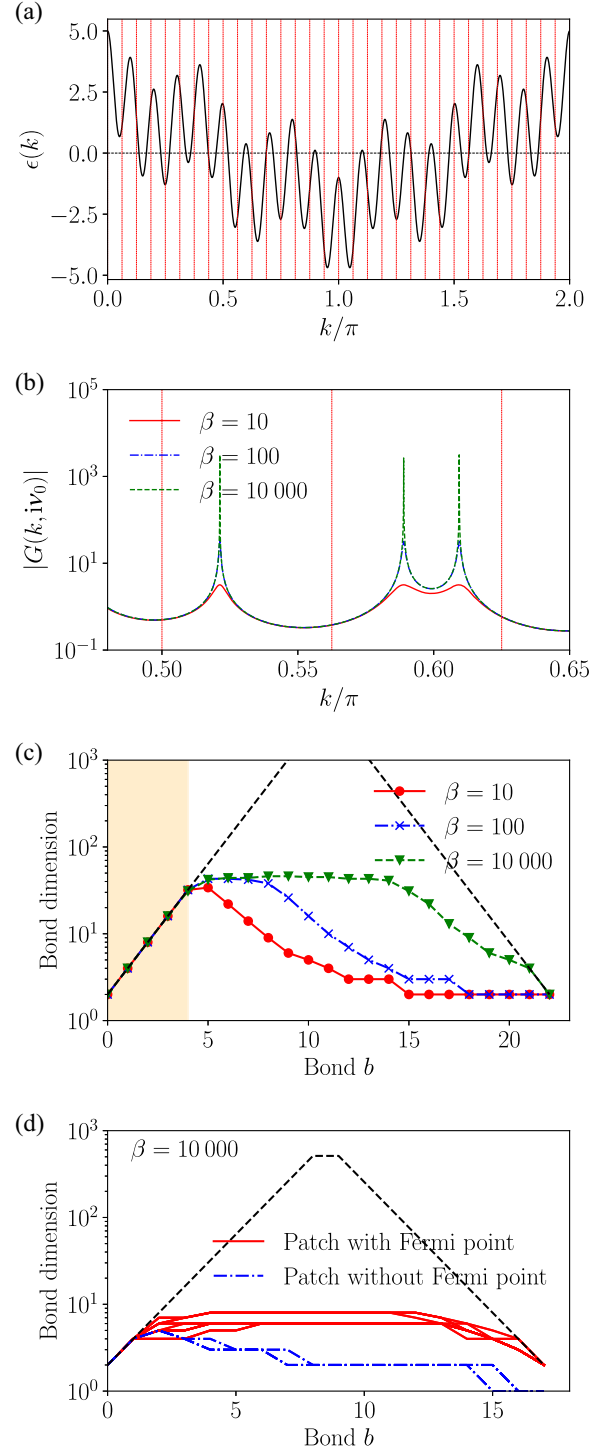 (a)
5.0
2.5
0.0
−2.5
−5.0
ϵ(k)
0.0 0.5 1.0 1.5 2.0
k/π
(b)
10^5
10^3
10^1
10^−1
|G(k, iν_0)|
β = 10
β = 100
β = 10 000
0.50 0.55 0.60 0.65
k/π
(c)
10^3
10^2
10^1
10^0
Bond dimension
β = 10
β = 100
β = 10 000
0 5 10 15 20
Bond b
(d)
10^3
10^2
10^1
10^0
Bond dimension
β = 10 000
Patch with Fermi point
Patch without Fermi point
0 5 10 15
Bond b